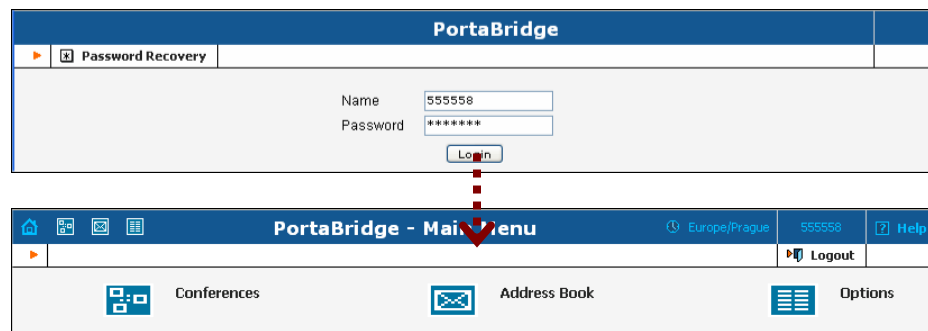 PortaBridge
Password Recovery
Name 555558
Password *******
Login
PortaBridge - Main Menu Europe/Prague 555558 ? Help
Logout
Conferences Address Book Options